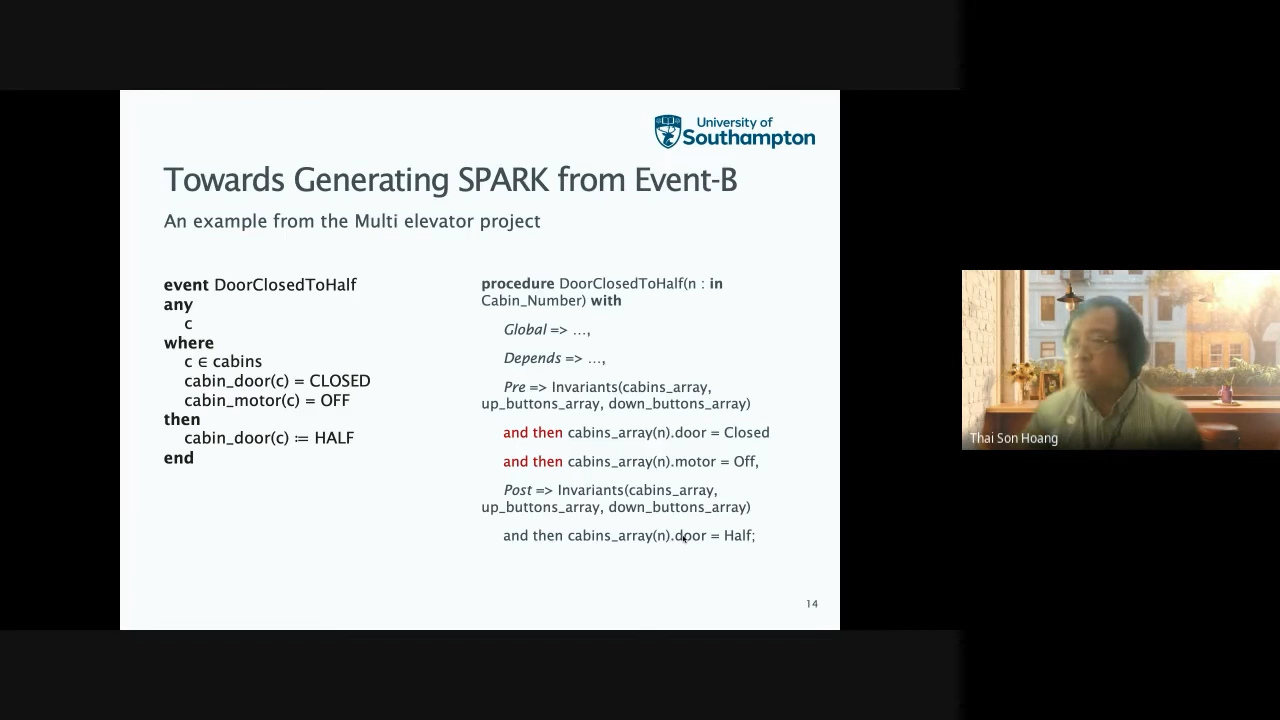 University of
Southampton
Towards Generating SPARK from Event-B
An example from the Multi elevator project
event DoorClosedToHalf
any
c
where
c ∈ cabins
cabin_door(c) = CLOSED
cabin_motor(c) = OFF
then
cabin_door(c) ≔ HALF
end
procedure DoorClosedToHalf(n : in
Cabin_Number) with
Global => …,
Depends => …,
Pre => Invariants(cabins_array,
up_buttons_array, down_buttons_array)
and then cabins_array(n).door = Closed
and then cabins_array(n).motor = Off,
Post => Invariants(cabins_array,
up_buttons_array, down_buttons_array)
and then cabins_array(n).door = Half;
14
Thai Son Hoang